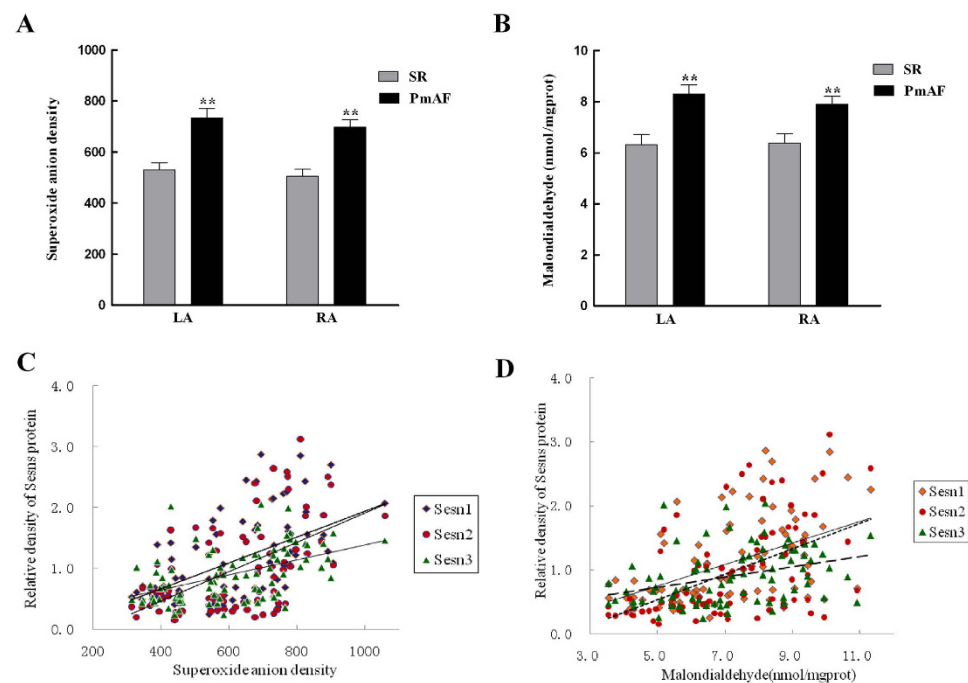 A
Superoxide anion density
1000
800
600
400
200
0
**
**
SR
PmAF
LA
RA
B
Malondialdehyde (nmol/mgprot)
10
8
6
4
2
0
**
**
SR
PmAF
LA
RA
C
Relative density of Sesns protein
4.0
3.0
2.0
1.0
0.0
200
400
600
800
1000
Superoxide anion density
Sesn1
Sesn2
Sesn3
D
Relative density of Sesns protein
4.0
3.0
2.0
1.0
0.0
3.0
5.0
7.0
9.0
11.0
Malondialdehyde(nmol/mgprot)
Sesn1
Sesn2
Sesn3